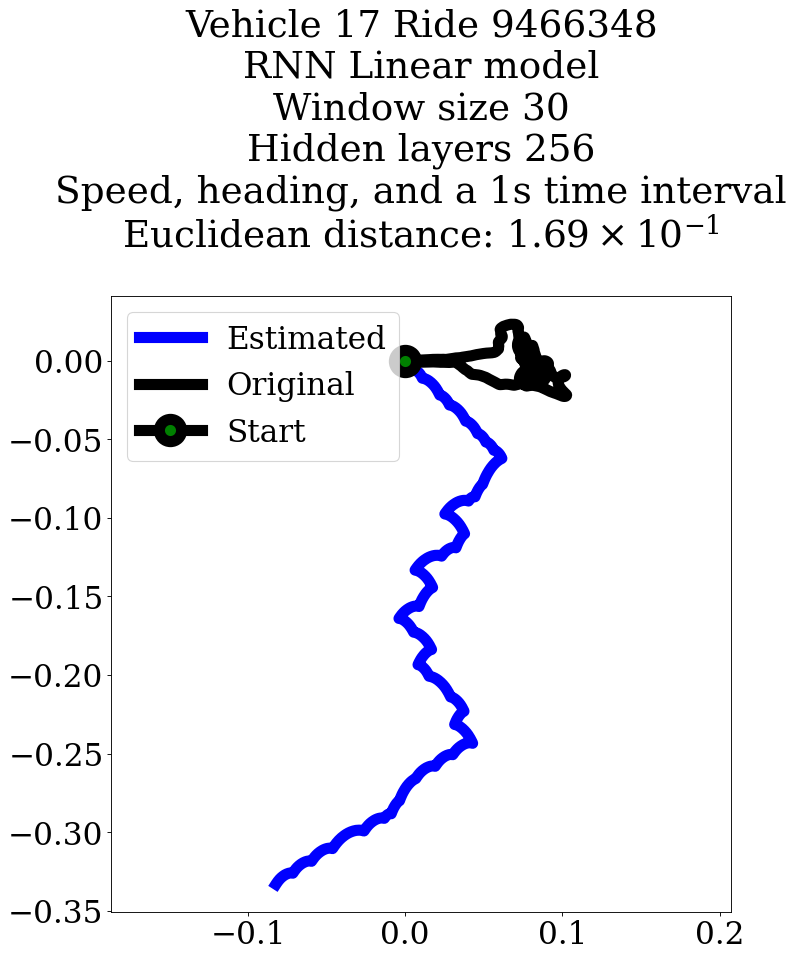 Vehicle 17 Ride 9466348
RNN Linear model
Window size 30
Hidden layers 256
Speed, heading, and a 1s time interval
Euclidean distance: 1.69 × 10⁻¹
Estimated
Original
Start
0.00
−0.05
−0.10
−0.15
−0.20
−0.25
−0.30
−0.35
−0.1
0.0
0.1
0.2